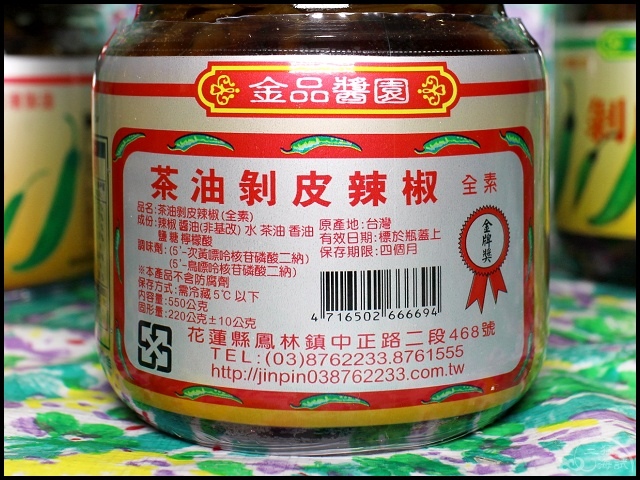 金品醬園
茶油剝皮辣椒 全素
品名:茶油剝皮辣椒(全素)
成份:辣椒 醬油(非基改) 水 茶油 香油
鹽 糖 檸檬酸
調味劑:(5'-次黃嘌呤核苷磷酸二納)
(5'-鳥嘌呤核苷磷酸二納)
※本產品不含防腐劑
保存方式:需冷藏5℃以下
內容量:550公克
固形量:220公克±10公克
原產地:台灣
有效日期:標於瓶蓋上
保存期限:四個月
金牌獎
4 716502 666694
花蓮縣鳳林鎮中正路二段468號
TEL:(03)8762233.8761555
http://jinpin038762233.com.tw
剝